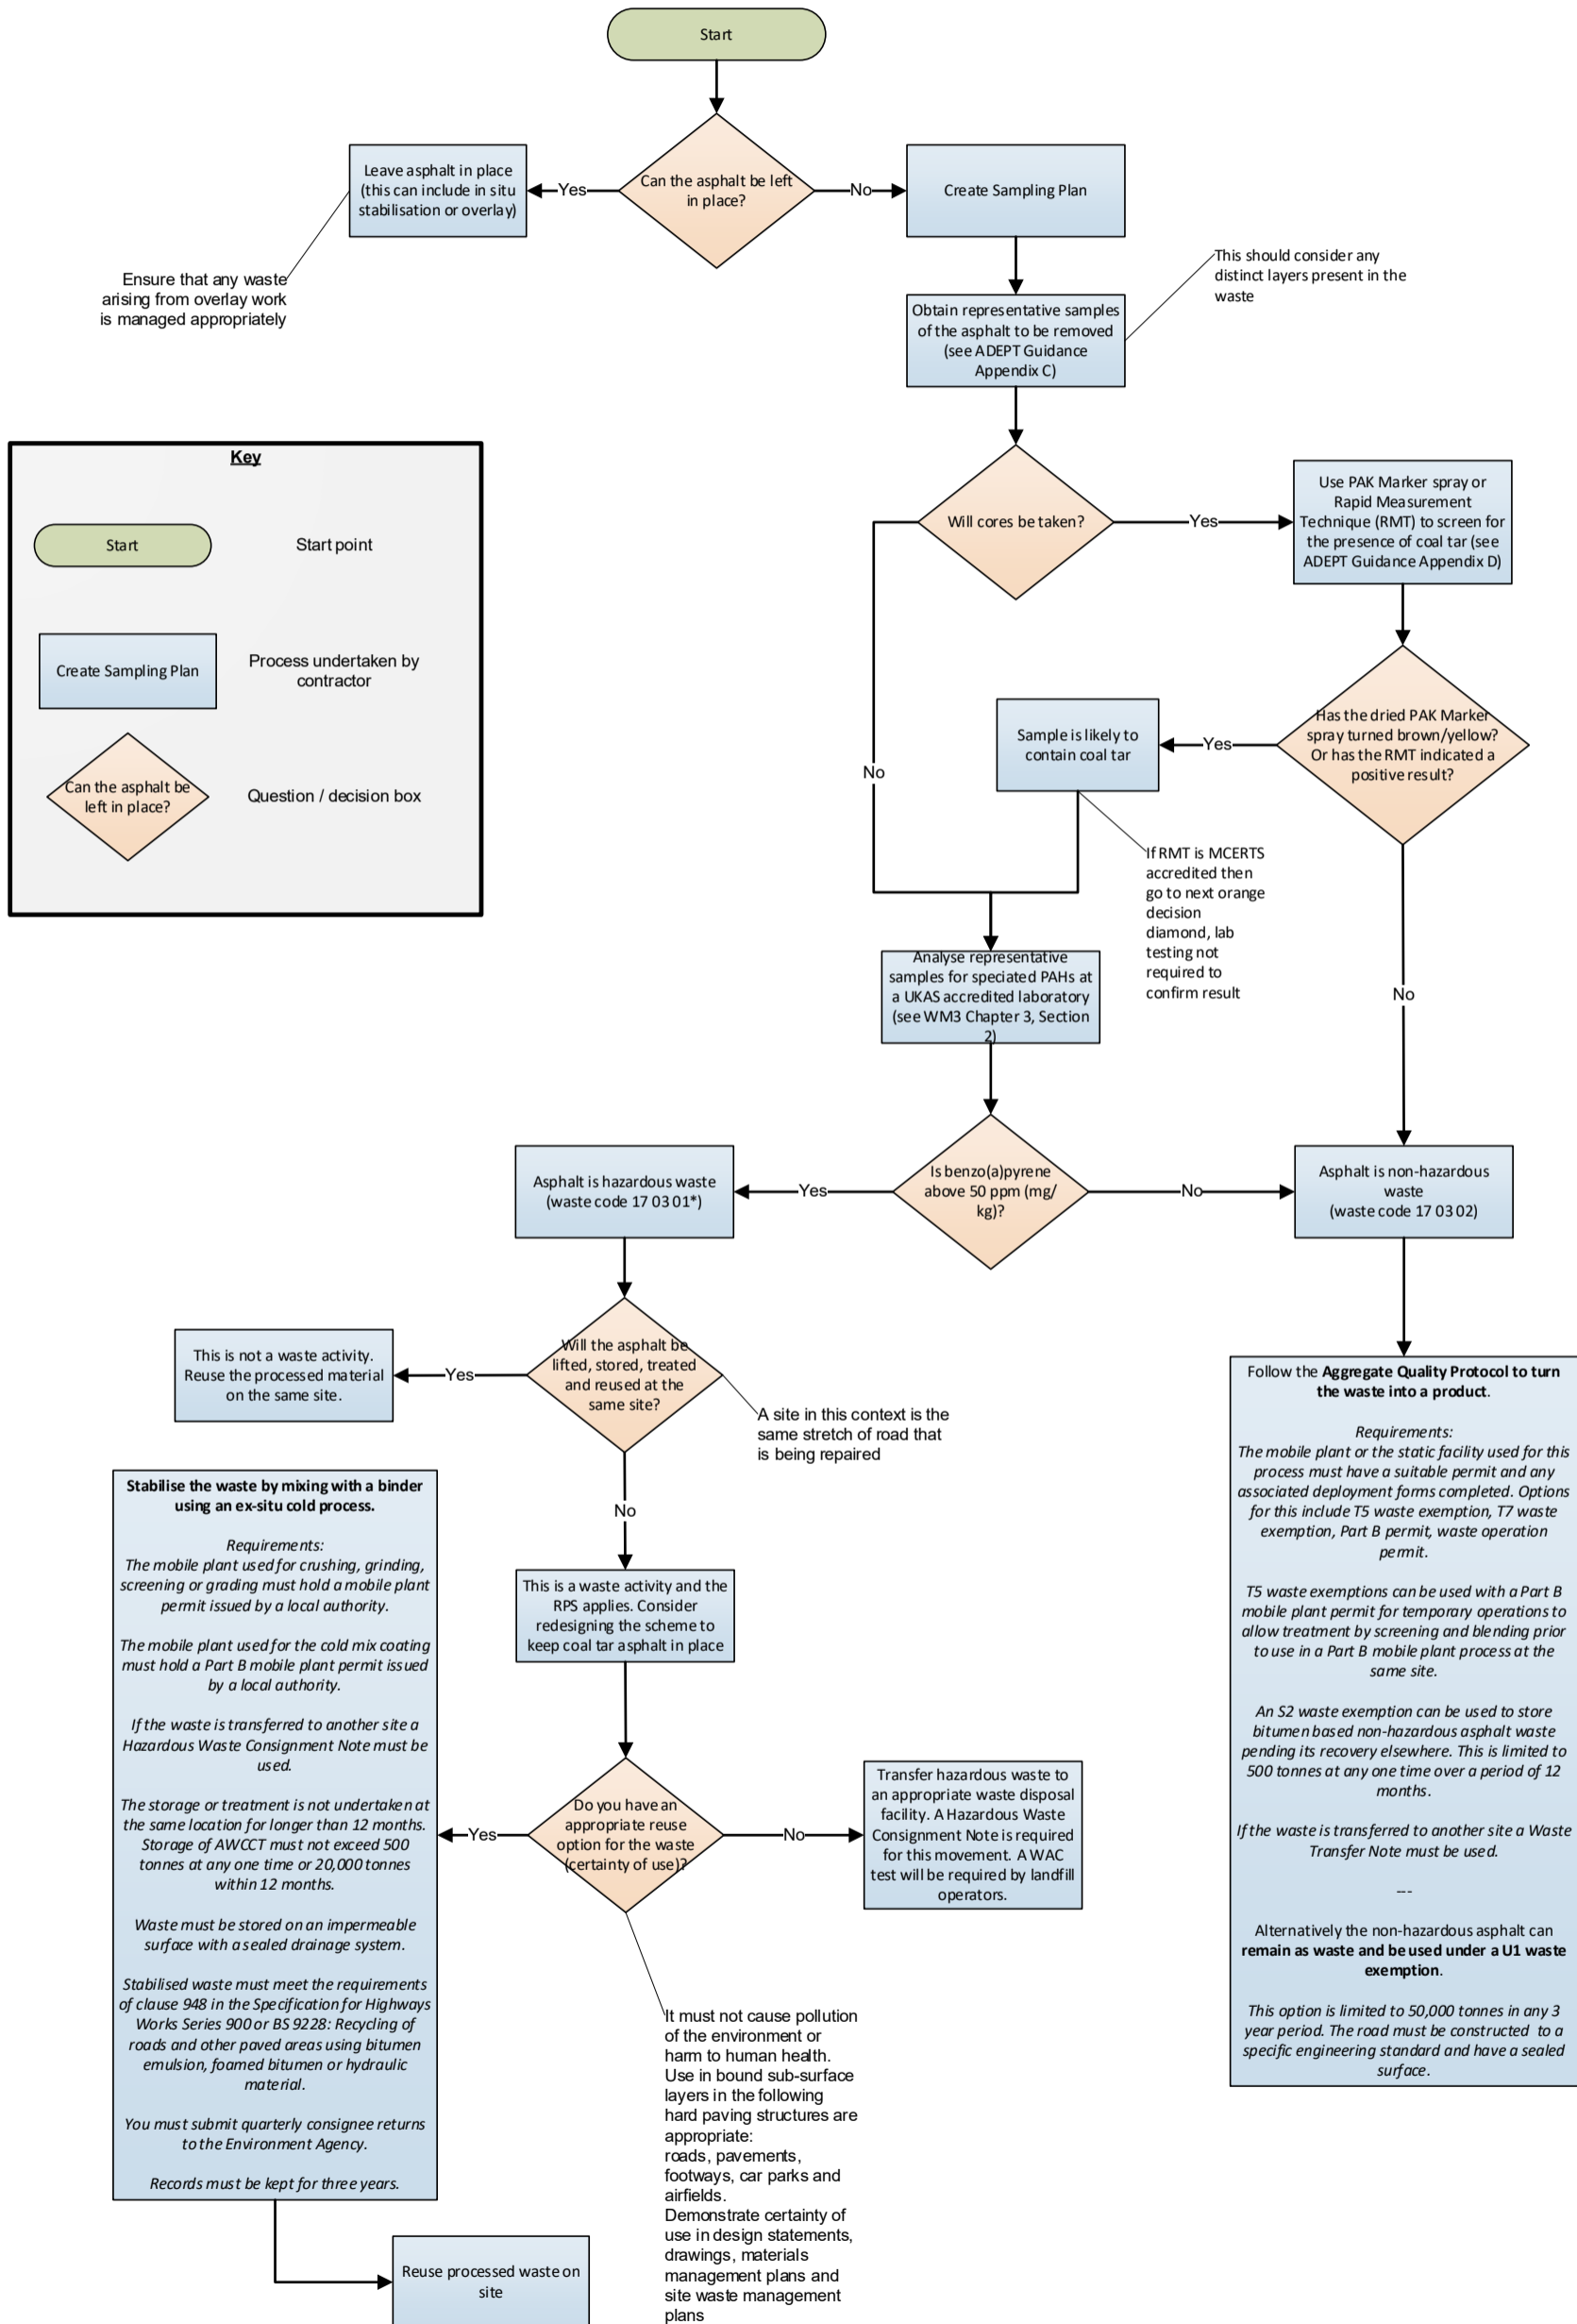 Start
Can the asphalt be left
in place?
Yes
No
Leave asphalt in place
(this can include in situ
stabilisation or overlay)
Create Sampling Plan
Ensure that any waste
arising from overlay work
is managed appropriately
This should consider any
distinct layers present in the
waste
Obtain representative samples
of the asphalt to be removed
(see ADEPT Guidance
Appendix C)
Key
Start
Start point
Create Sampling Plan
Process undertaken by
contractor
Can the asphalt be
left in place?
Question / decision box
Will cores be taken?
Yes
No
Use PAK Marker spray or
Rapid Measurement
Technique (RMT) to screen for
the presence of coal tar (see
ADEPT Guidance Appendix D)
Has the dried PAK Marker
spray turned brown/yellow?
Or has the RMT indicated a
positive result?
Yes
No
Sample is likely to
contain coal tar
If RMT is MCERTS
accredited then
go to next orange
decision
diamond, lab
testing not
required to
confirm result
Analyse representative
samples for speciated PAHs at
a UKAS accredited laboratory
(see WM3 Chapter 3, Section
2)
Is benzo(a)pyrene
above 50 ppm (mg/
kg)?
Yes
No
Asphalt is hazardous waste
(waste code 17 03 01*)
Asphalt is non-hazardous
waste
(waste code 17 03 02)
Will the asphalt be
lifted, stored, treated
and reused at the
same site?
Yes
No
This is not a waste activity.
Reuse the processed material
on the same site.
A site in this context is the
same stretch of road that
is being repaired
This is a waste activity and the
RPS applies. Consider
redesigning the scheme to
keep coal tar asphalt in place
Do you have an
appropriate reuse
option for the waste
(certainty of use)?
Yes
No
Transfer hazardous waste to
an appropriate waste disposal
facility. A Hazardous Waste
Consignment Note is required
for this movement. A WAC
test will be required by landfill
operators.
It must not cause pollution
of the environment or
harm to human health.
Use in bound sub-surface
layers in the following
hard paving structures are
appropriate:
roads, pavements,
footways, car parks and
airfields.
Demonstrate certainty of
use in design statements,
drawings, materials
management plans and
site waste management
plans
Stabilise the waste by mixing with a binder
using an ex-situ cold process.
Requirements:
The mobile plant used for crushing, grinding,
screening or grading must hold a mobile plant
permit issued by a local authority.
The mobile plant used for the cold mix coating
must hold a Part B mobile plant permit issued
by a local authority.
If the waste is transferred to another site a
Hazardous Waste Consignment Note must be
used.
The storage or treatment is not undertaken at
the same location for longer than 12 months.
Storage of AWCCT must not exceed 500
tonnes at any one time or 20,000 tonnes
within 12 months.
Waste must be stored on an impermeable
surface with a sealed drainage system.
Stabilised waste must meet the requirements
of clause 948 in the Specification for Highways
Works Series 900 or BS 9228: Recycling of
roads and other paved areas using bitumen
emulsion, foamed bitumen or hydraulic
material.
You must submit quarterly consignee returns
to the Environment Agency.
Records must be kept for three years.
Reuse processed waste on
site
Follow the Aggregate Quality Protocol to turn
the waste into a product.
Requirements:
The mobile plant or the static facility used for this
process must have a suitable permit and any
associated deployment forms completed. Options
for this include T5 waste exemption, T7 waste
exemption, Part B permit, waste operation
permit.
T5 waste exemptions can be used with a Part B
mobile plant permit for temporary operations to
allow treatment by screening and blending prior
to use in a Part B mobile plant process at the
same site.
An S2 waste exemption can be used to store
bitumen based non-hazardous asphalt waste
pending its recovery elsewhere. This is limited to
500 tonnes at any one time over a period of 12
months.
If the waste is transferred to another site a Waste
Transfer Note must be used.
---
Alternatively the non-hazardous asphalt can
remain as waste and be used under a U1 waste
exemption.
This option is limited to 50,000 tonnes in any 3
year period. The road must be constructed to a
specific engineering standard and have a sealed
surface.